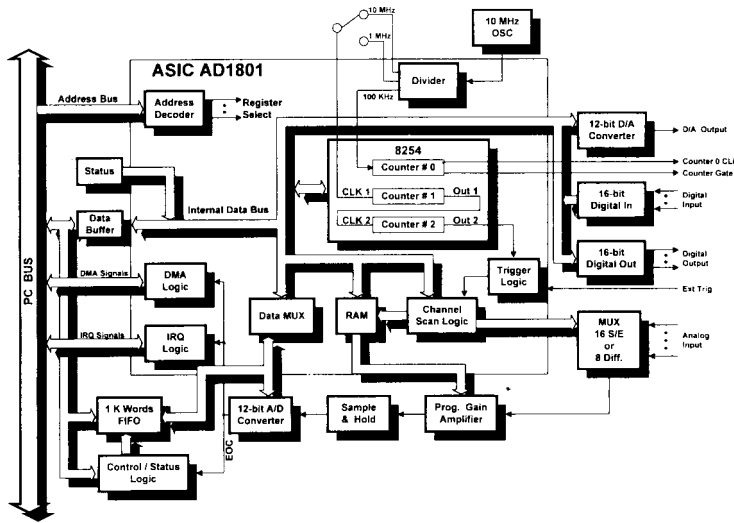 10 MHz
10 MHz
OSC
1 MHz
ASIC AD1801
Divider
100 KHz
Address Bus
Address
Decoder
Register
Select
12-bit D/A
Converter
D/A Output
8254
Status
Counter # 0
Counter 0 CLK
Counter Gate
CLK 1
Counter # 1
Out 1
16-bit
Digital In
Digital
Input
Internal Data Bus
CLK 2
Counter # 2
Out 2
Data
Buffer
16-bit
Digital Out
Digital
Output
PC BUS
DMA Signals
DMA
Logic
Trigger
Logic
Ext Trig
Data MUX
RAM
Channel
Scan Logic
MUX
16 S/E
or
8 Diff.
Analog
Input
IRQ Signals
IRQ
Logic
1 K Words
FIFO
12-bit A/D
Converter
Sample
& Hold
Prog. Gain
Amplifier
EOC
Control / Status
Logic